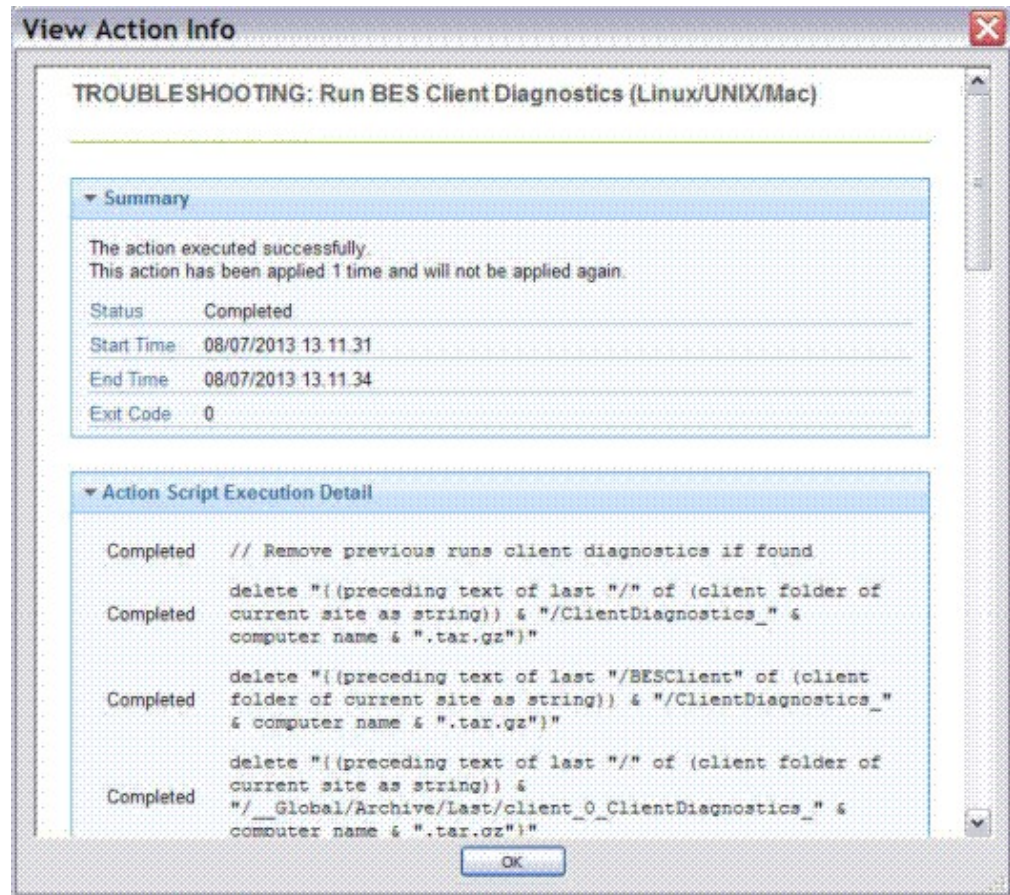 View Action Info
TROUBLESHOOTING: Run BES Client Diagnostics (Linux/UNIX/Mac)
Summary
The action executed successfully.
This action has been applied 1 time and will not be applied again.
Status Completed
Start Time 08/07/2013 13.11.31
End Time 08/07/2013 13.11.34
Exit Code 0
Action Script Execution Detail
Completed // Remove previous runs client diagnostics if found
delete "{(preceding text of last "/" of (client folder of
Completed current site as string)) & "/ClientDiagnostics_" &
computer name & ".tar.gz")"
delete "{(preceding text of last "/BESClient" of (client
Completed folder of current site as string)) & "/ClientDiagnostics_"
& computer name & ".tar.gz")"
delete "{(preceding text of last "/" of (client folder of
current site as string)) &
Completed "/__Global/Archive/Last/client_0_ClientDiagnostics_" &
computer name & ".tar.gz")"
OK